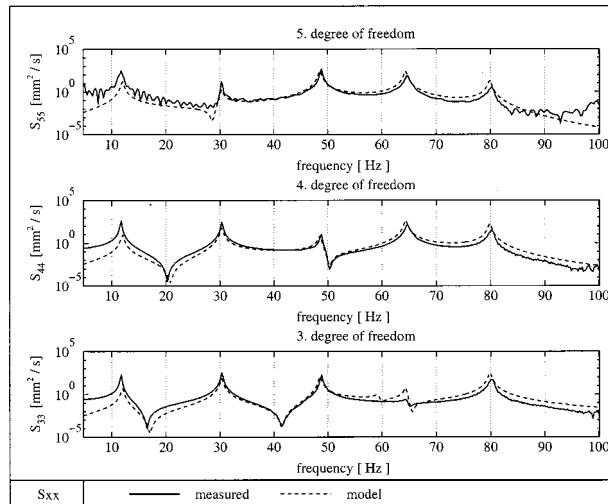 5. degree of freedom
10^5
10^0
10^-5
S_55 [mm^2 / s]
10 20 30 40 50 60 70 80 90 100
frequency [ Hz ]
4. degree of freedom
10^5
10^0
10^-5
S_44 [mm^2 / s]
10 20 30 40 50 60 70 80 90 100
frequency [ Hz ]
3. degree of freedom
10^5
10^0
10^-5
S_33 [mm^2 / s]
10 20 30 40 50 60 70 80 90 100
frequency [ Hz ]
Sxx measured model